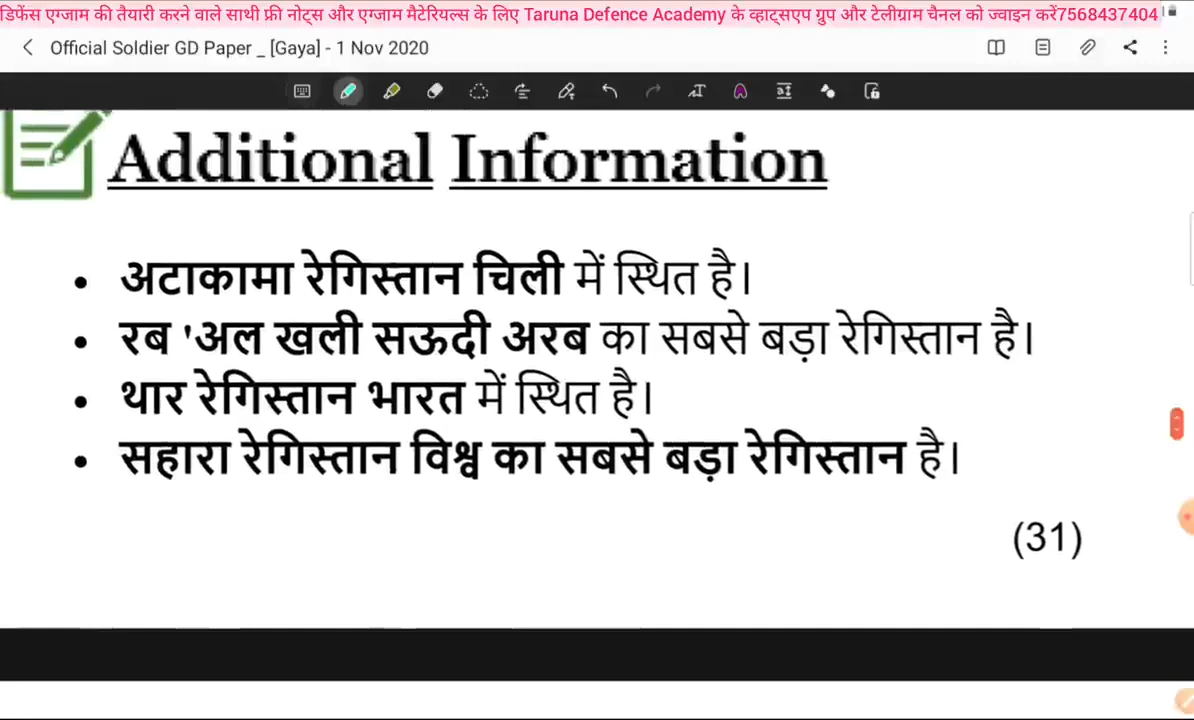 डिफेंस एग्जाम की तैयारी करने वाले साथी फ्री नोट्स और एग्जाम मैटेरियल्स के लिए Taruna Defence Academy के व्हाट्सएप ग्रुप और टेलीग्राम चैनल को ज्वाइन करें7568437404
Official Soldier GD Paper _ [Gaya] - 1 Nov 2020
Additional Information
• अटाकामा रेगिस्तान चिली में स्थित है।
• रब 'अल खली सऊदी अरब का सबसे बड़ा रेगिस्तान है।
• थार रेगिस्तान भारत में स्थित है।
• सहारा रेगिस्तान विश्व का सबसे बड़ा रेगिस्तान है।
(31)